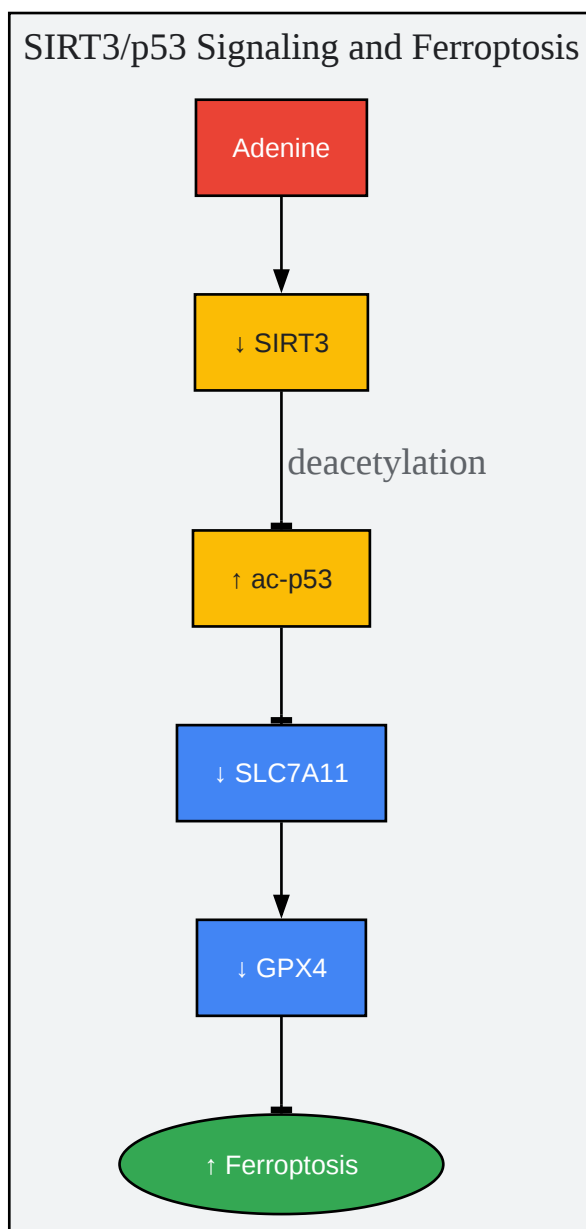 SIRT3/p53 Signaling and Ferroptosis
Adenine
↓ SIRT3
deacetylation
↑ ac-p53
↓ SLC7A11
↓ GPX4
↑ Ferroptosis